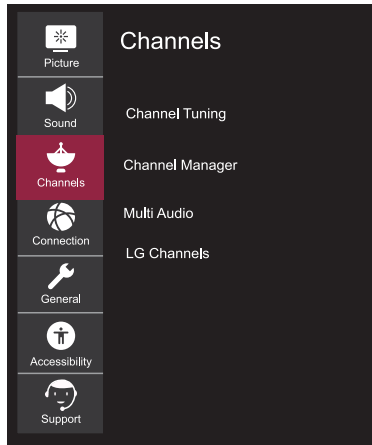 Picture
Sound
Channels
Connection
General
Accessibility
Support
Channels
Channel Tuning
Channel Manager
Multi Audio
LG Channels